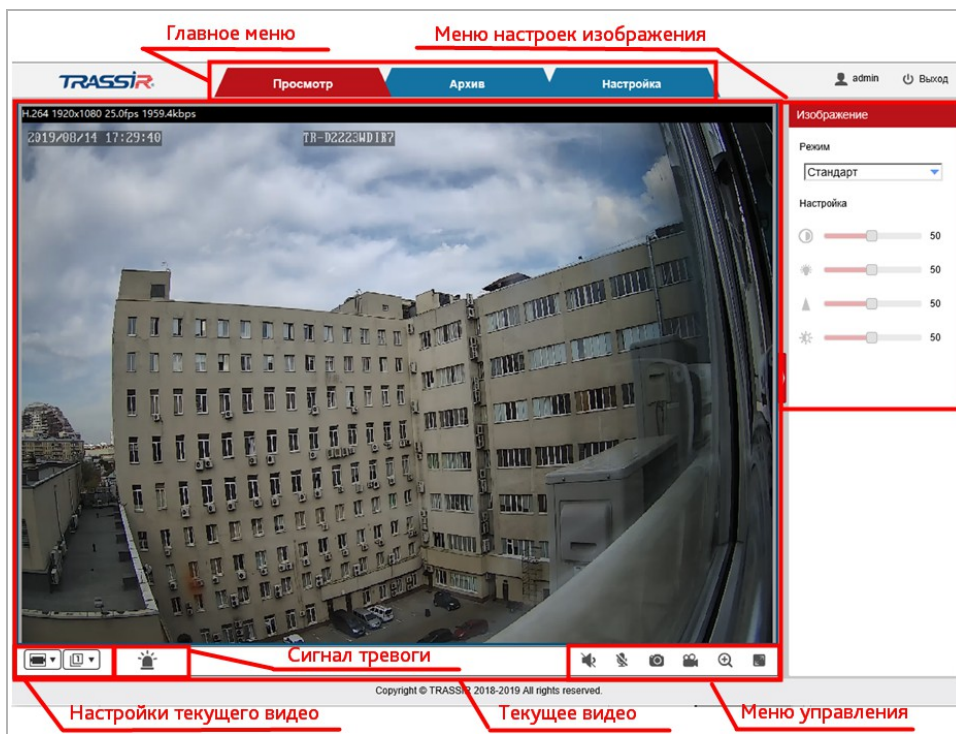 Главное меню
Меню настроек изображения
TRASSIR
Просмотр
Архив
Настройка
admin
Выход
H.264 1920x1080 25.0fps 1959.4kbps
2019/08/14 17:29:40
TR-D2223WDIR7
Изображение
Режим
Стандарт
Настройка
50
50
50
50
1
Сигнал тревоги
Copyright © TRASSIR 2018-2019 All rights reserved.
Настройки текущего видео
Текущее видео
Меню управления